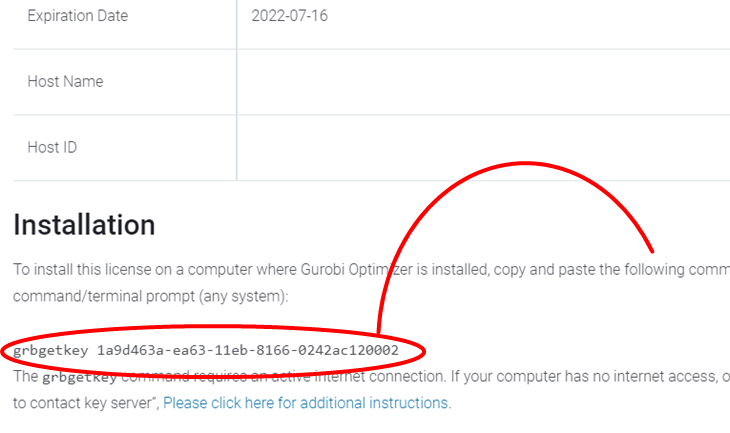 Expiration Date 2022-07-16
Host Name
Host ID
Installation
To install this license on a computer where Gurobi Optimizer is installed, copy and paste the following comm
command/terminal prompt (any system):
grbgetkey 1a9d463a-ea63-11eb-8166-0242ac120002
The grbgetkey command requires an active internet connection. If your computer has no internet access, o
to contact key server", Please click here for additional instructions.